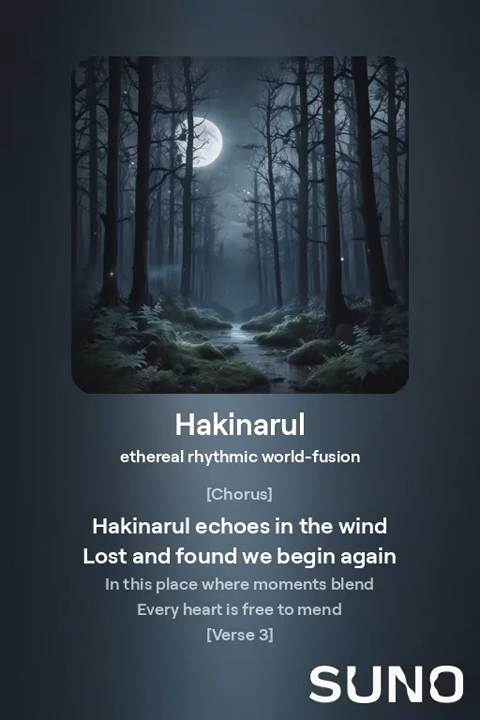 Hakinarul
ethereal rhythmic world-fusion
[Chorus]
Hakinarul echoes in the wind
Lost and found we begin again
In this place where moments blend
Every heart is free to mend
[Verse 3]
SUNO